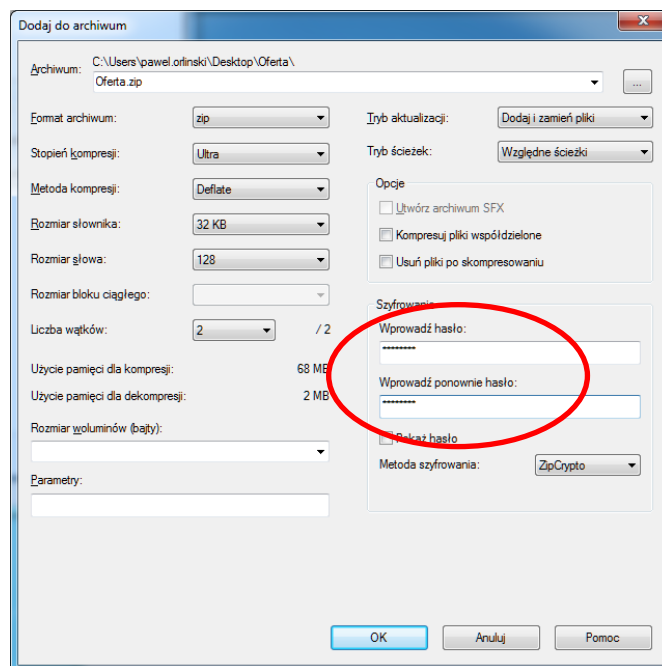 Dodaj do archiwum
x
Archiwum: C:\Users\pawel.orlinski\Desktop\Oferta\
Oferta.zip
...
Format archiwum: zip
Tryb aktualizacji: Dodaj i zamień pliki
Stopień kompresji: Ultra
Tryb ścieżek: Względne ścieżki
Metoda kompresji: Deflate
Opcje
Utwórz archiwum SFX
Rozmiar słownika: 32 KB
Kompresuj pliki współdzielone
Rozmiar słowa: 128
Usuń pliki po skompresowaniu
Rozmiar bloku ciągłego:
Szyfrowanie
Liczba wątków: 2 / 2
Wprowadź hasło:
********
Użycie pamięci dla kompresji: 68 MB
Wprowadź ponownie hasło:
Użycie pamięci dla dekompresji: 2 MB
********
Rozmiar woluminów (bajty):
Pokaż hasło
Metoda szyfrowania: ZipCrypto
Parametry:
OK
Anuluj
Pomoc